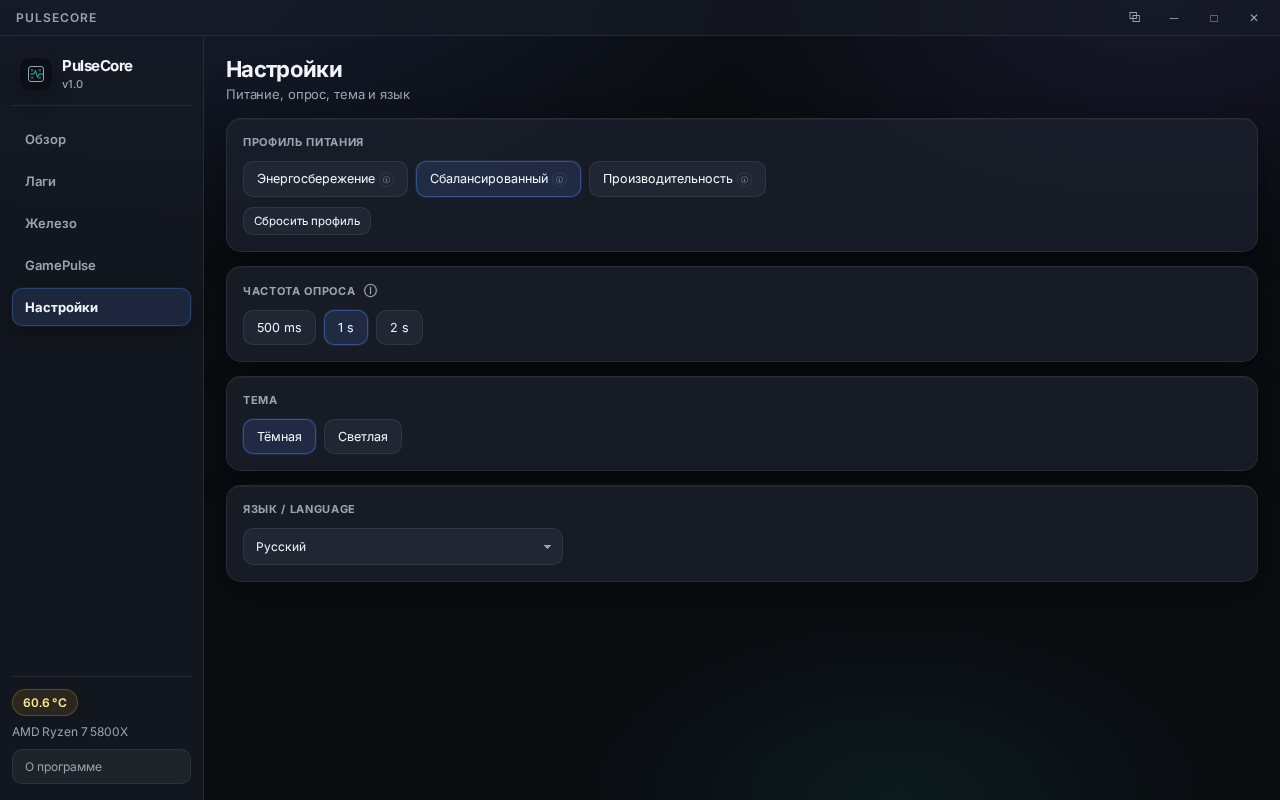 PULSECORE
PulseCore
v1.0
Обзор
Лаги
Железо
GamePulse
Настройки
60.6 °C
AMD Ryzen 7 5800X
О программе
Настройки
Питание, опрос, тема и язык
ПРОФИЛЬ ПИТАНИЯ
Энергосбережение Сбалансированный Производительность
Сбросить профиль
ЧАСТОТА ОПРОСА
500 ms 1 s 2 s
ТЕМА
Тёмная Светлая
ЯЗЫК / LANGUAGE
Русский